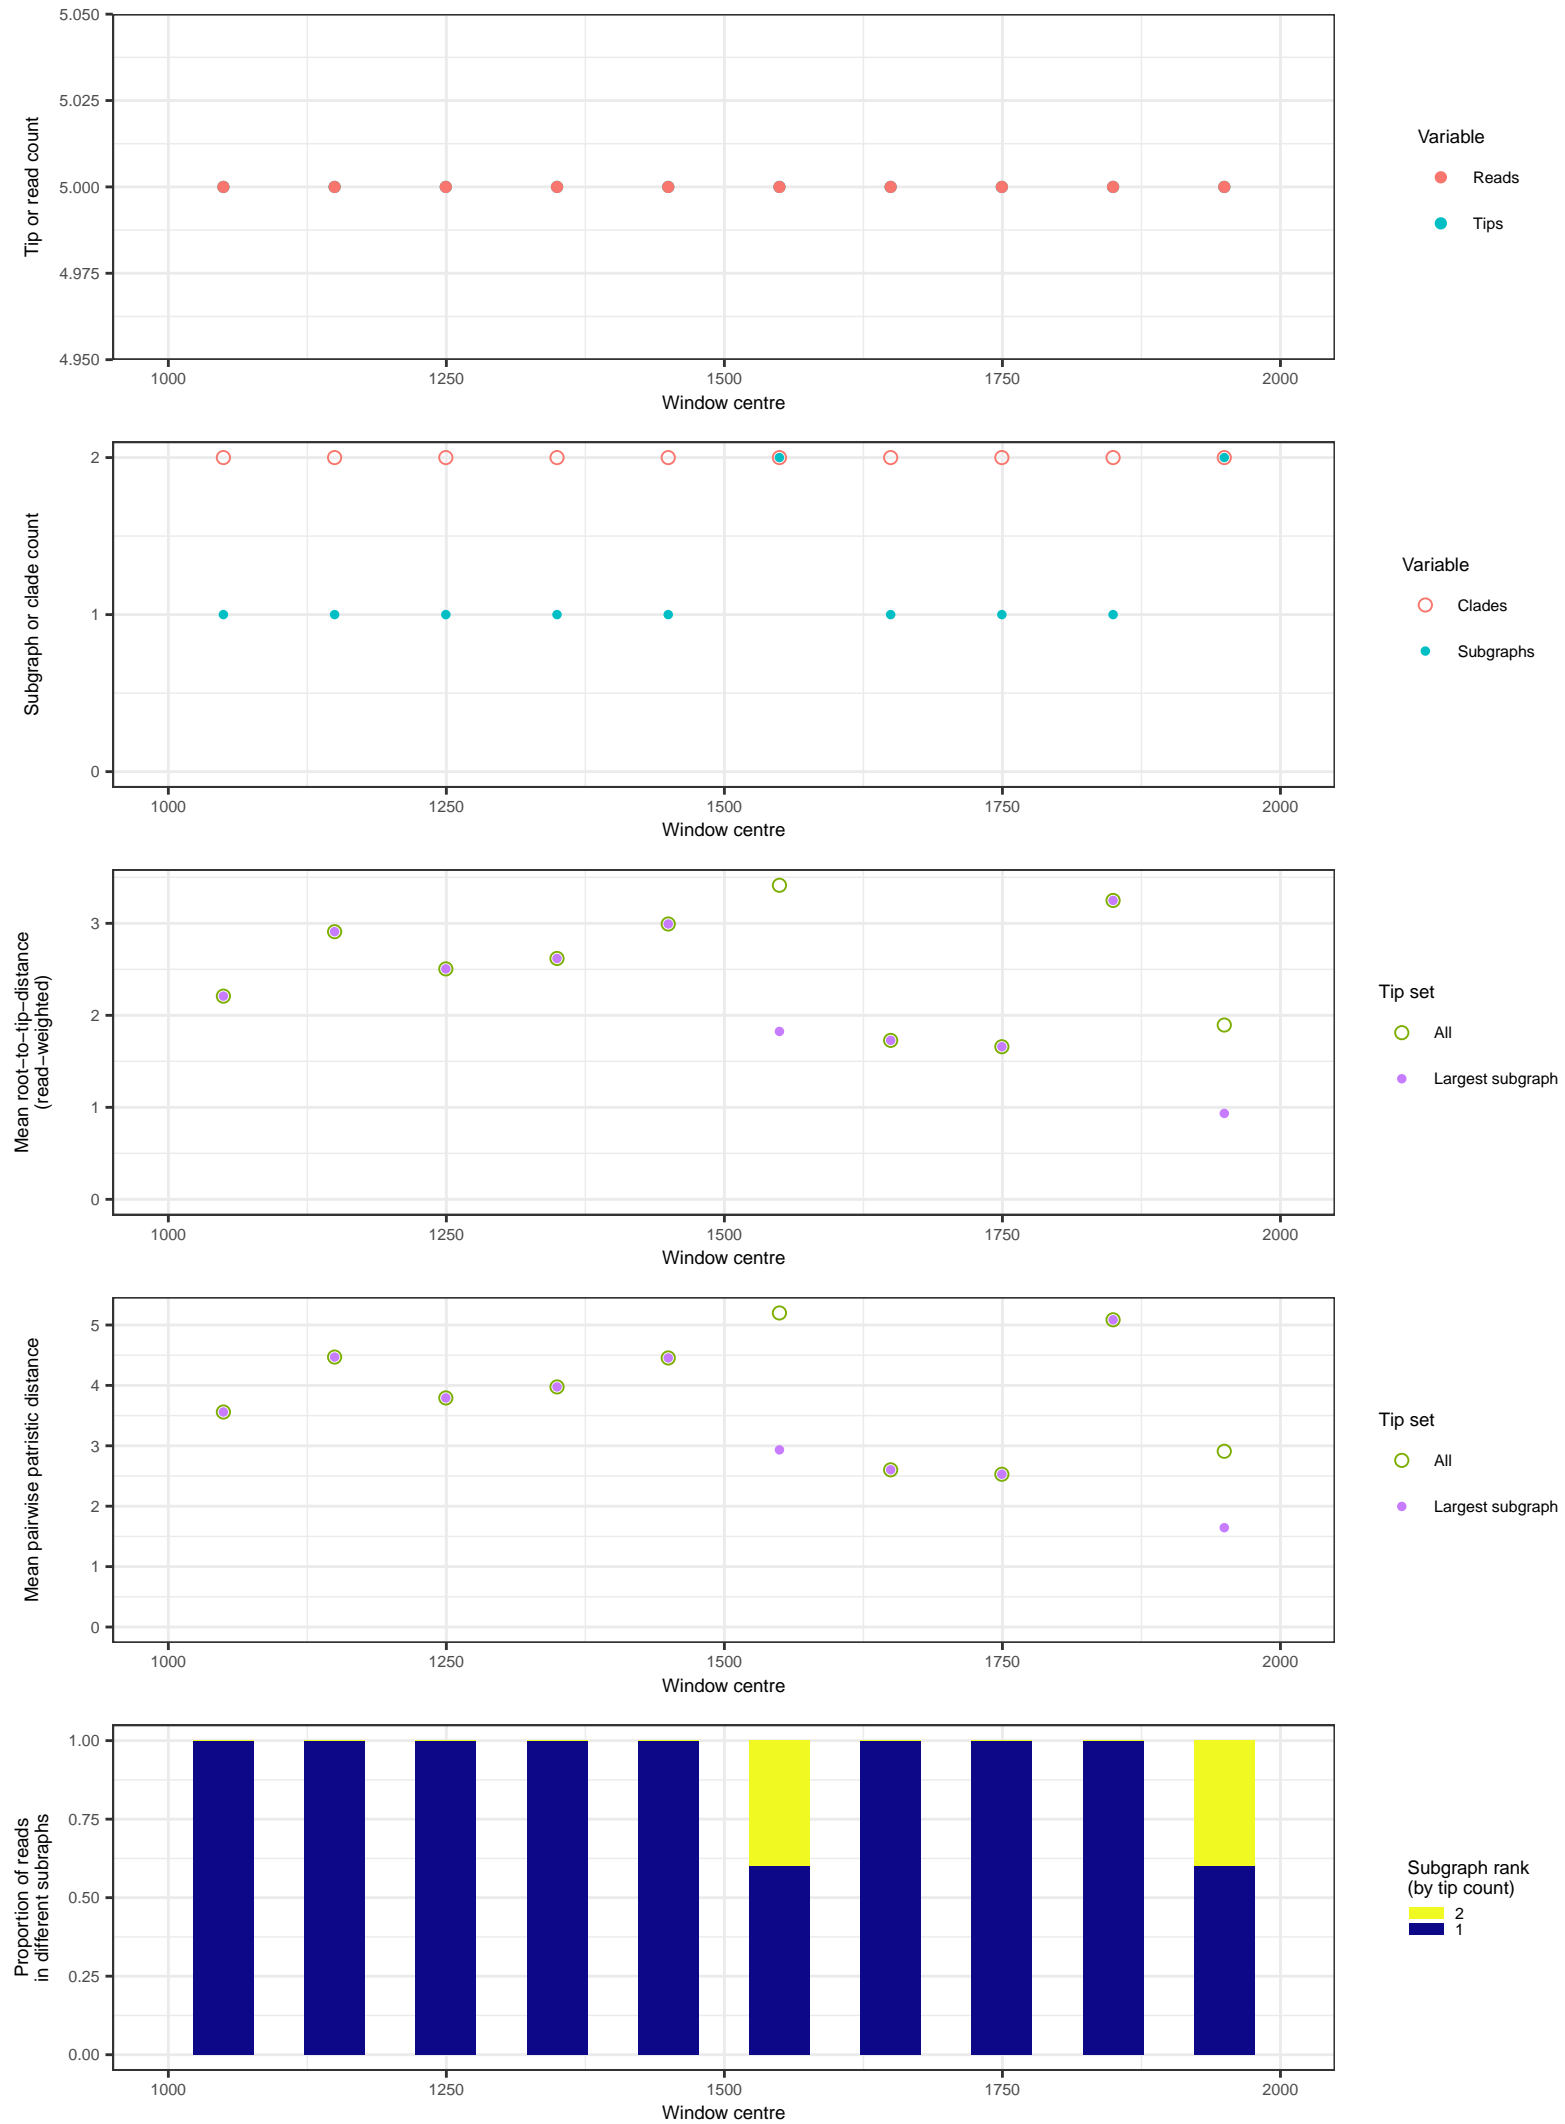 5.050
5.025
5.000
4.975
4.950
Tip or read count
1000 1250 1500 1750 2000
Window centre
Variable
Reads
Tips
2
1
0
Subgraph or clade count
1000 1250 1500 1750 2000
Window centre
Variable
Clades
Subgraphs
3
2
1
0
Mean root−to−tip−distance
(read−weighted)
1000 1250 1500 1750 2000
Window centre
Tip set
All
Largest subgraph
5
4
3
2
1
0
Mean pairwise patristic distance
1000 1250 1500 1750 2000
Window centre
Tip set
All
Largest subgraph
1.00
0.75
0.50
0.25
0.00
Proportion of reads
in different subraphs
1000 1250 1500 1750 2000
Window centre
Subgraph rank
(by tip count)
2
1